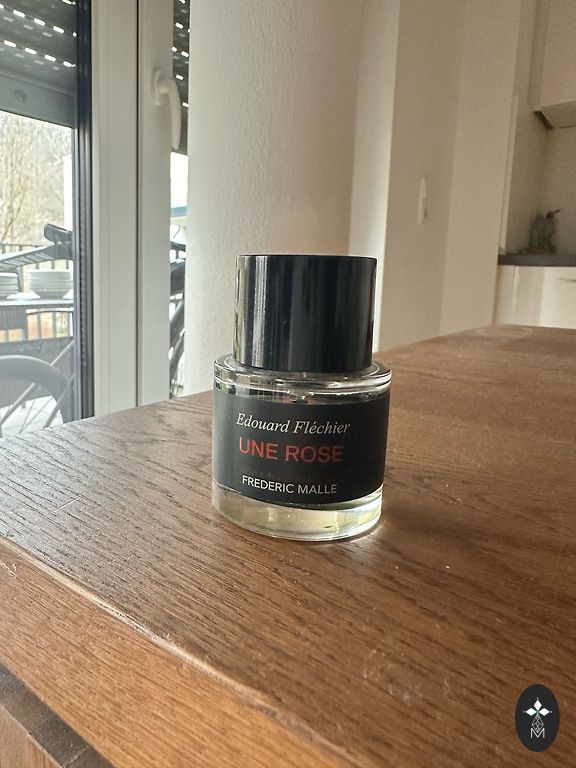 Edouard Fléchier
UNE ROSE
FREDERIC MALLE
M